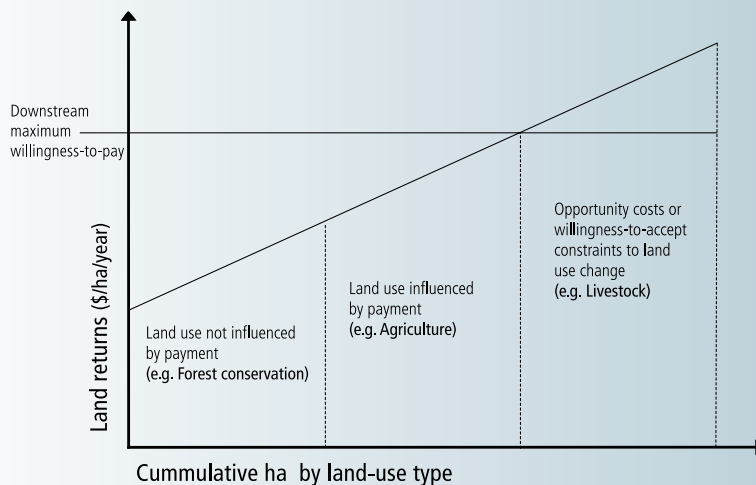 Downstream
maximum
willingness-to-pay
Land returns ($/ha/year)
Land use not influenced
by payment
(e.g. Forest conservation)
Land use influenced
by payment
(e.g. Agriculture)
Opportunity costs or
willingness-to-accept
constraints to land
use change
(e.g. Livestock)
Cummulative ha by land-use type